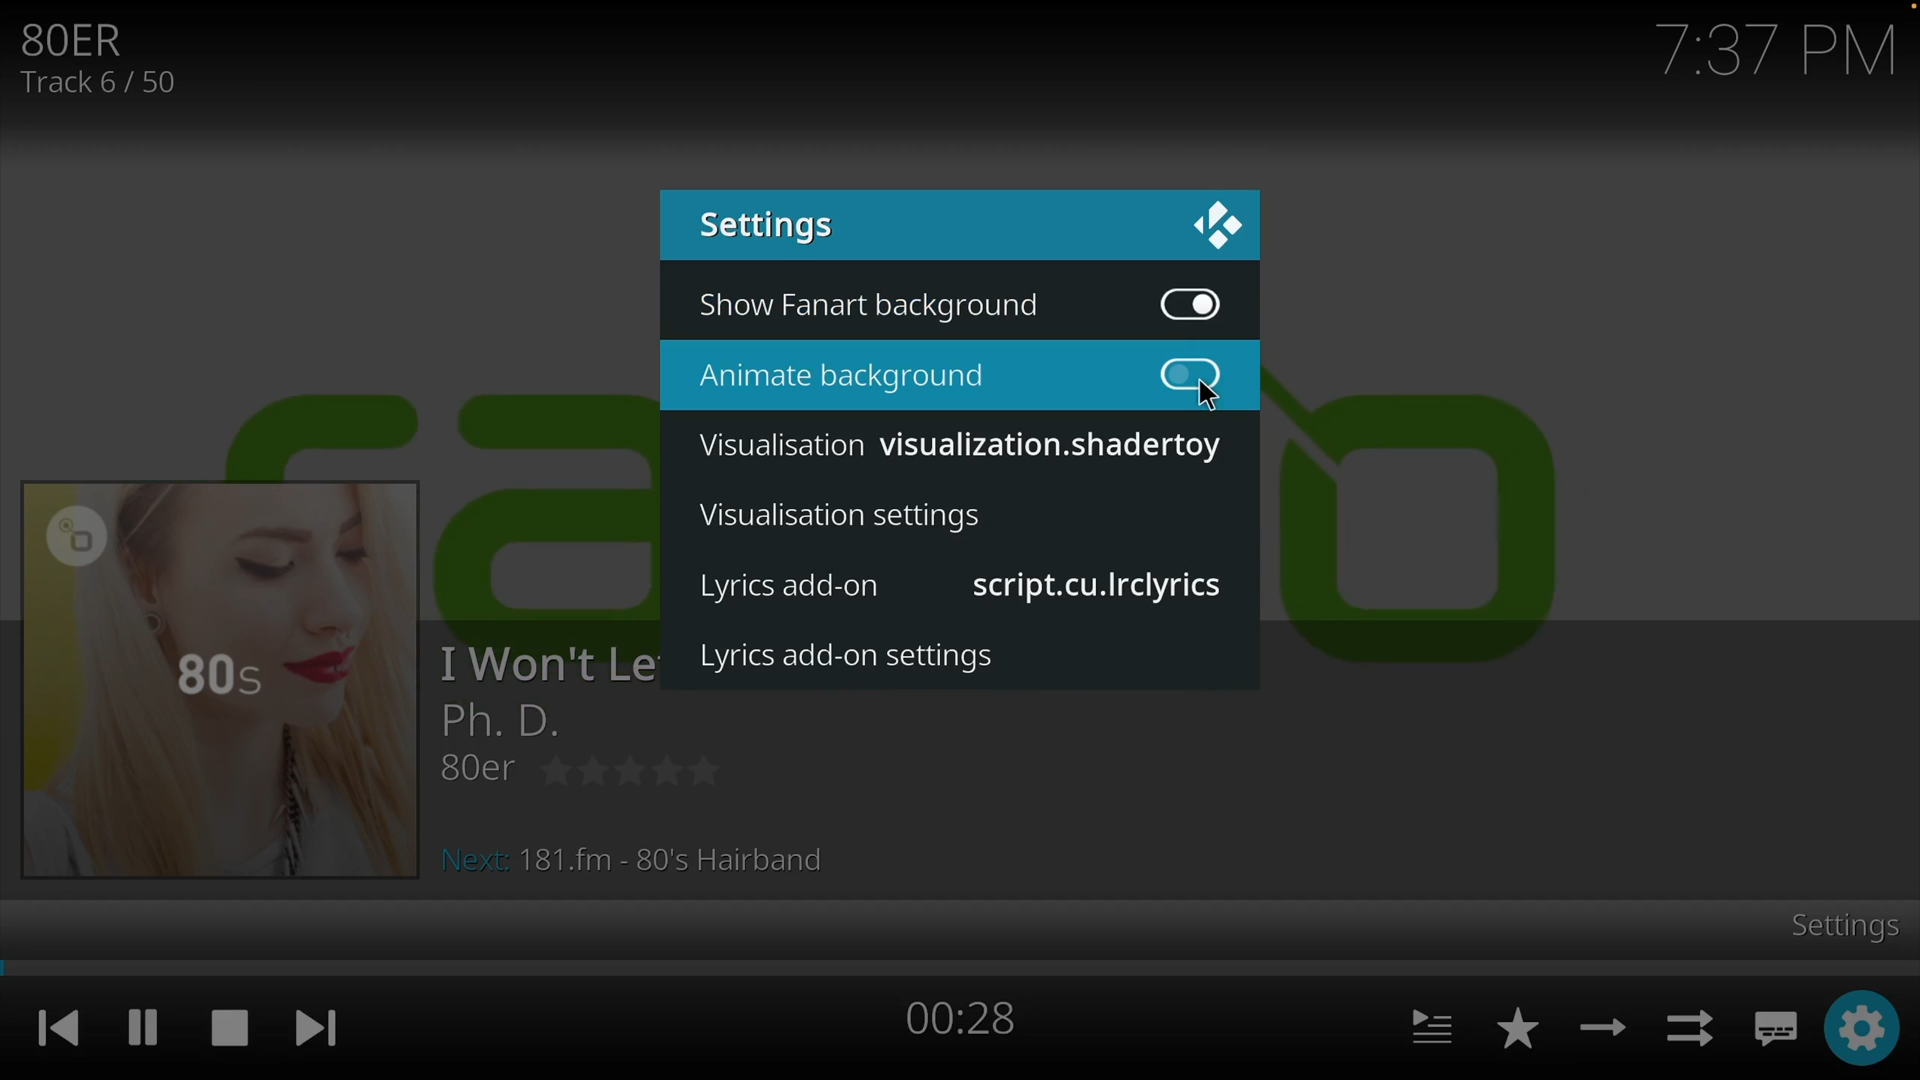 80ER
Track 6 / 50
7:37 PM
Settings
Show Fanart background
Animate background
Visualisation visualization.shadertoy
Visualisation settings
Lyrics add-on script.cu.lrclyrics
Lyrics add-on settings
80s
I Won't Le
Ph. D.
80er
Next: 181.fm - 80's Hairband
Settings
00:28